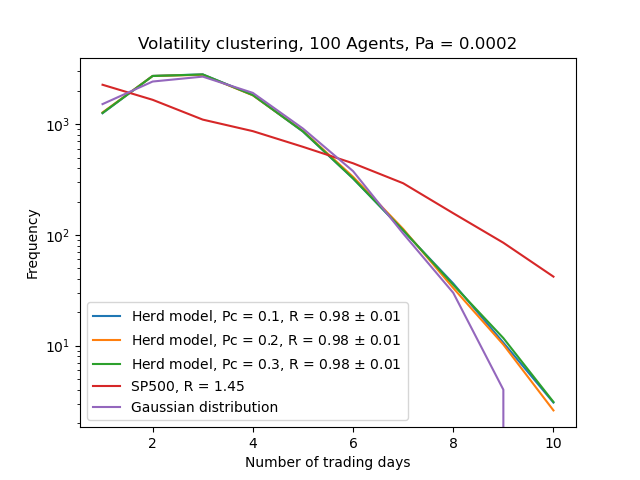 Volatility clustering, 100 Agents, Pa = 0.0002
Frequency
10³
10²
10¹
Herd model, Pc = 0.1, R = 0.98 ± 0.01
Herd model, Pc = 0.2, R = 0.98 ± 0.01
Herd model, Pc = 0.3, R = 0.98 ± 0.01
SP500, R = 1.45
Gaussian distribution
2 4 6 8 10
Number of trading days